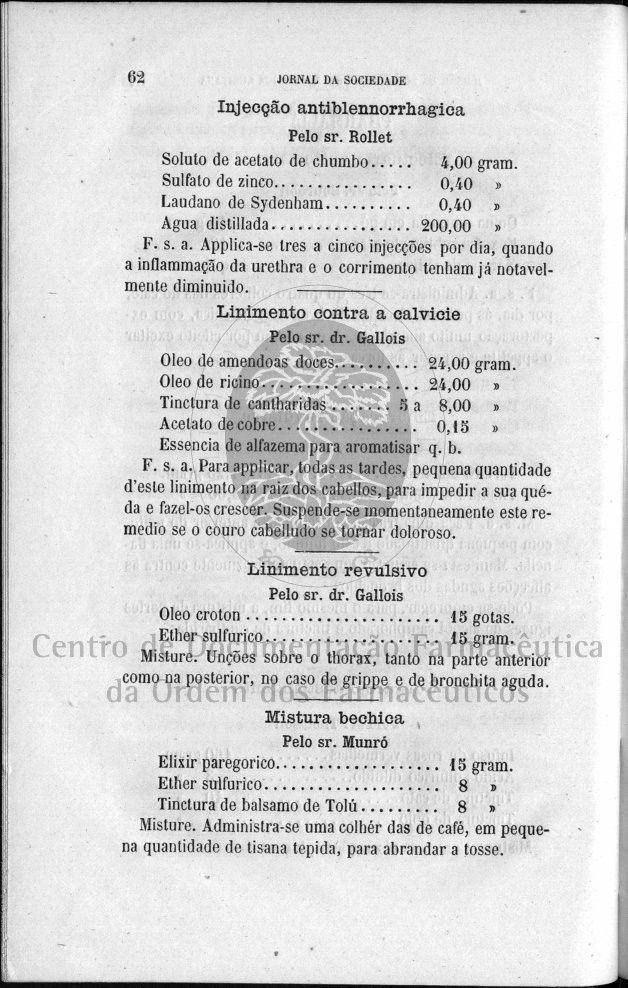 62 JORNAL DA SOCIEDADE
Injecção antiblennorrhagica
Pelo sr. Rollet
Soluto de acetato de chumbo..... 4,00 gram.
Sulfato de zinco................ 0,40 »
Laudano de Sydenham.......... 0,40 »
Agua distillada................ 200,00 »
F. s. a. Applica-se tres a cinco injecções por dia, quando
a inflammação da urethra e o corrimento tenham já notavel-
mente diminuido.
Linimento contra a calvicie
Pelo sr. dr. Gallois
Oleo de amendoas doces.......... 24,00 gram.
Oleo de ricino................... 24,00 »
Tinctura de cantharidas ....... 5 a 8,00 »
Acetato de cobre................. 0,15 »
Essencia de alfazema para aromatisar q. b.
F. s. a. Para applicar, todas as tardes, pequena quantidade
d'este linimento na raiz dos cabellos, para impedir a sua qué-
da e fazel-os crescer. Suspende-se momentaneamente este re-
medio se o couro cabelludo se tornar doloroso.
Linimento revulsivo
Pelo sr. dr. Gallois
Oleo croton ....................... 15 gotas.
Ether sulfurico.................... 15 gram.
Centro de Documentação Farmacêutica
Misture. Unções sobre o thorax, tanto na parte anterior
como na posterior, no caso de grippe e de bronchita aguda.
da Ordem dos Farmacêuticos
Mistura bechica
Pelo sr. Munró
Elixir paregorico................... 15 gram.
Ether sulfurico..................... 8 »
Tinctura de balsamo de Tolú......... 8 »
Misture. Administra-se uma colhér das de café, em peque-
na quantidade de tisana tepida, para abrandar a tosse.